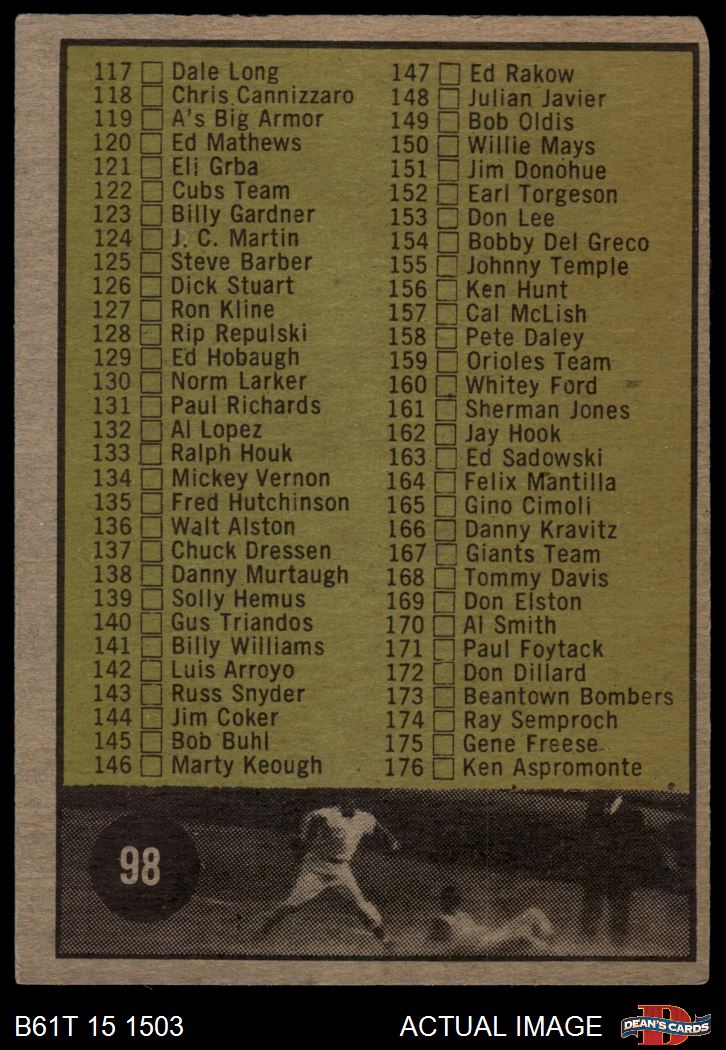 117 Dale Long
118 Chris Cannizzaro
119 A's Big Armor
120 Ed Mathews
121 Eli Grba
122 Cubs Team
123 Billy Gardner
124 J. C. Martin
125 Steve Barber
126 Dick Stuart
127 Ron Kline
128 Rip Repulski
129 Ed Hobaugh
130 Norm Larker
131 Paul Richards
132 Al Lopez
133 Ralph Houk
134 Mickey Vernon
135 Fred Hutchinson
136 Walt Alston
137 Chuck Dressen
138 Danny Murtaugh
139 Solly Hemus
140 Gus Triandos
141 Billy Williams
142 Luis Arroyo
143 Russ Snyder
144 Jim Coker
145 Bob Buhl
146 Marty Keough
147 Ed Rakow
148 Julian Javier
149 Bob Oldis
150 Willie Mays
151 Jim Donohue
152 Earl Torgeson
153 Don Lee
154 Bobby Del Greco
155 Johnny Temple
156 Ken Hunt
157 Cal McLish
158 Pete Daley
159 Orioles Team
160 Whitey Ford
161 Sherman Jones
162 Jay Hook
163 Ed Sadowski
164 Felix Mantilla
165 Gino Cimoli
166 Danny Kravitz
167 Giants Team
168 Tommy Davis
169 Don Elston
170 Al Smith
171 Paul Foytack
172 Don Dillard
173 Beantown Bombers
174 Ray Semproch
175 Gene Freese
176 Ken Aspromonte
98
B61T 15 1503
ACTUAL IMAGE
D
DEAN'S CARDS